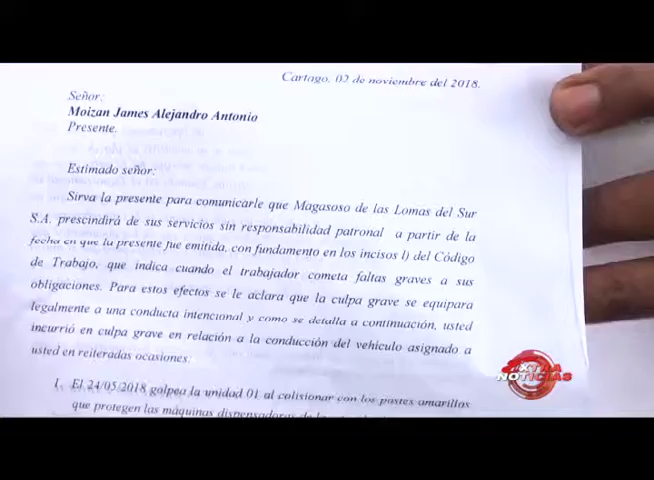 Cartago, 02 de noviembre del 2018.
Señor:
Moizan James Alejandro Antonio
Presente.
Estimado señor:
Sirva la presente para comunicarle que Magasoso de las Lomas del Sur
S.A. prescindirá de sus servicios sin responsabilidad patronal a partir de la
fecha en que la presente fue emitida, con fundamento en los incisos l) del Código
de Trabajo, que indica cuando el trabajador cometa faltas graves a sus
obligaciones. Para estos efectos se le aclara que la culpa grave se equipara
legalmente a una conducta intencional y como se detalla a continuación, usted
incurrió en culpa grave en relación a la conducción del vehículo asignado a
usted en reiteradas ocasiones:
1. El 24/05/2018 golpea la unidad 01 al colisionar con los postes amarillos
que protegen las máquinas dispensadoras de la
EXTRA
NOTICIAS